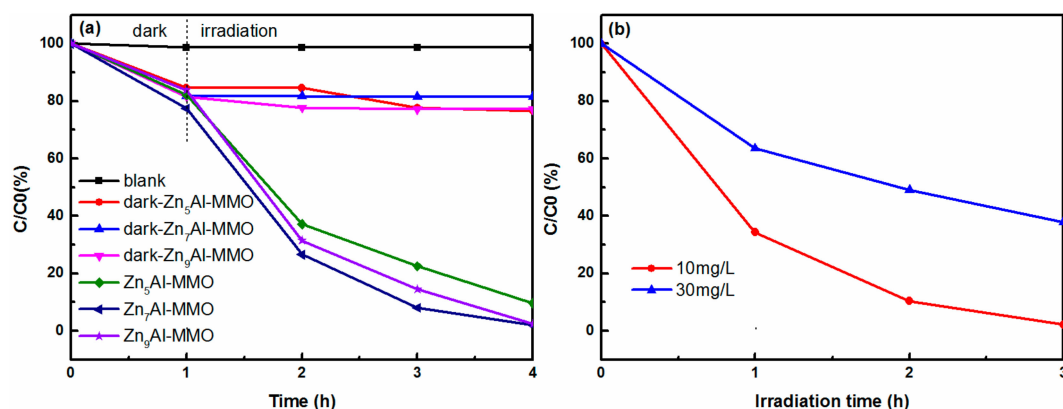 (a) dark irradiation
100
80
60
40
20
0
C/C0(%)
blank
dark-Zn₅Al-MMO
dark-Zn₇Al-MMO
dark-Zn₉Al-MMO
Zn₅Al-MMO
Zn₇Al-MMO
Zn₉Al-MMO
0 1 2 3 4
Time (h)
(b)
100
80
60
40
20
0
C/C0 (%)
10mg/L
30mg/L
0 1 2 3
Irradiation time (h)